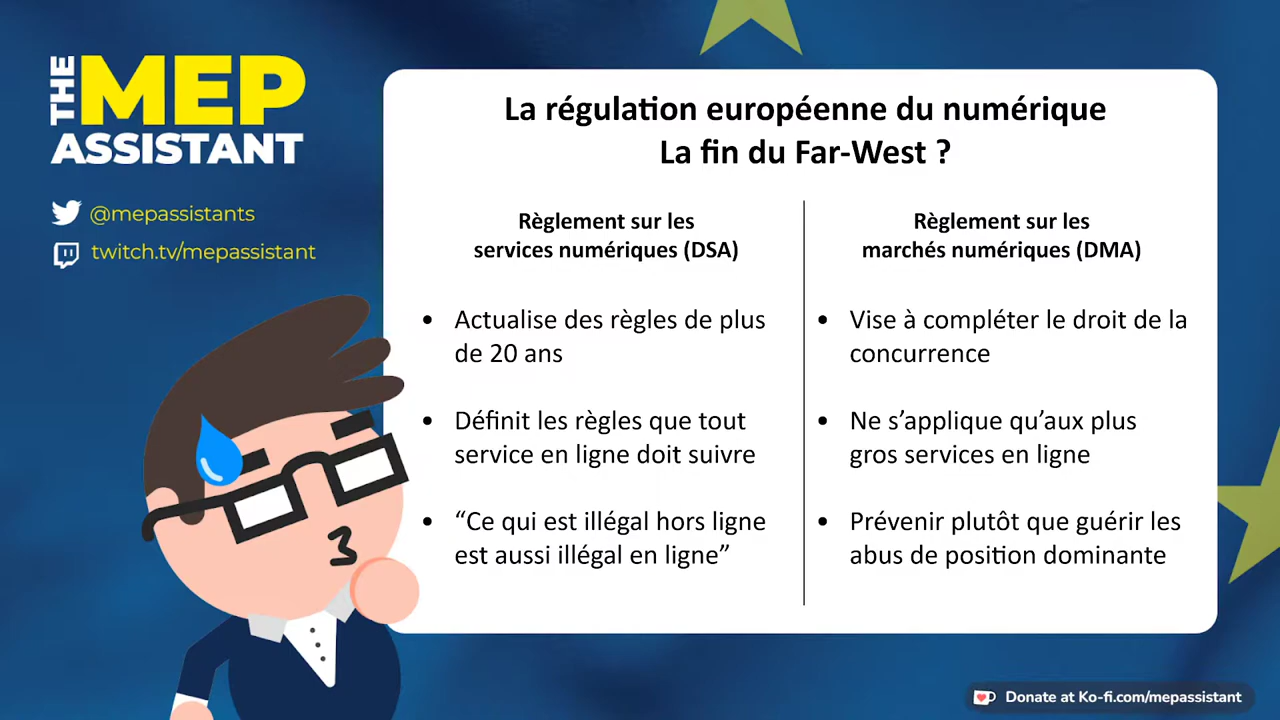 THE MEP
ASSISTANT
@mepassistants
twitch.tv/mepassistant
La régulation européenne du numérique
La fin du Far-West ?
Règlement sur les
services numériques (DSA)
• Actualise des règles de plus
de 20 ans
• Définit les règles que tout
service en ligne doit suivre
• “Ce qui est illégal hors ligne
est aussi illégal en ligne”
Règlement sur les
marchés numériques (DMA)
• Vise à compléter le droit de la
concurrence
• Ne s’applique qu’aux plus
gros services en ligne
• Prévenir plutôt que guérir les
abus de position dominante
Donate at Ko-fi.com/mepassistant